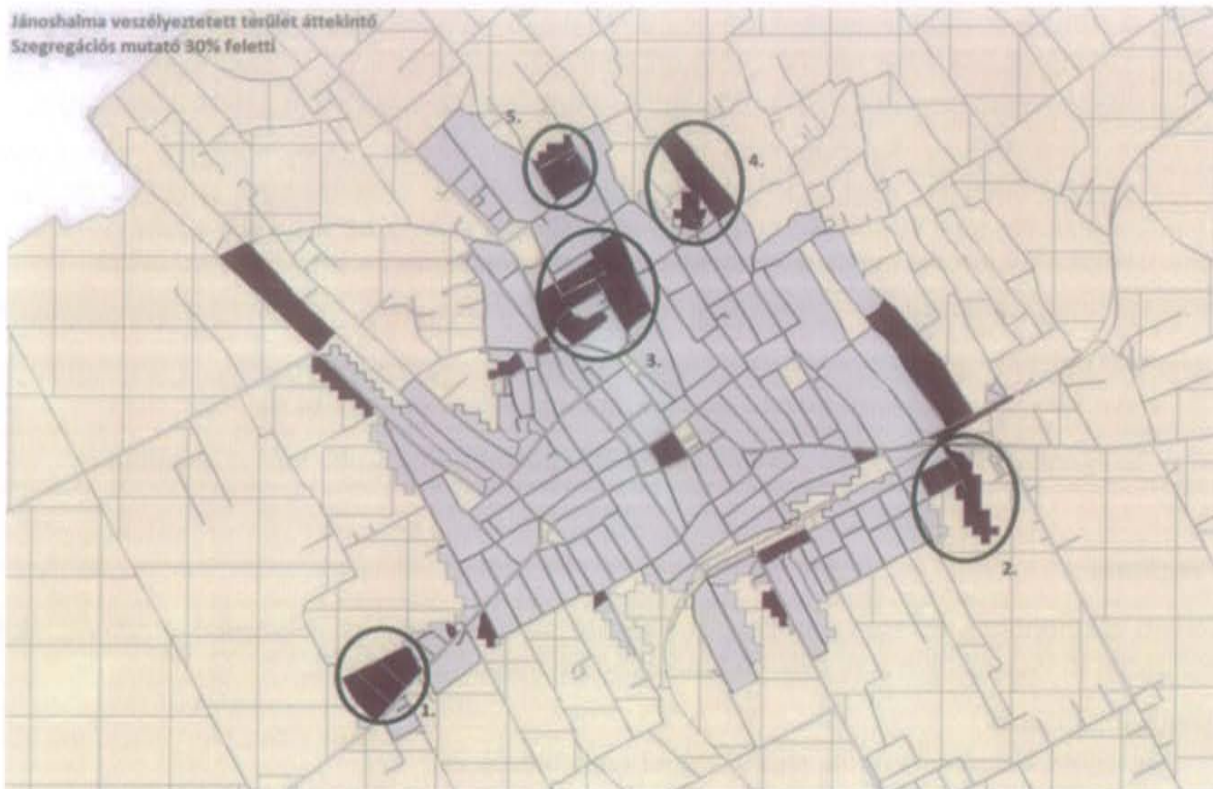 Jánoshalma veszélyeztetett terület áttekintő
Szegregációs mutató 30% feletti
5.
4.
3.
2.
1.